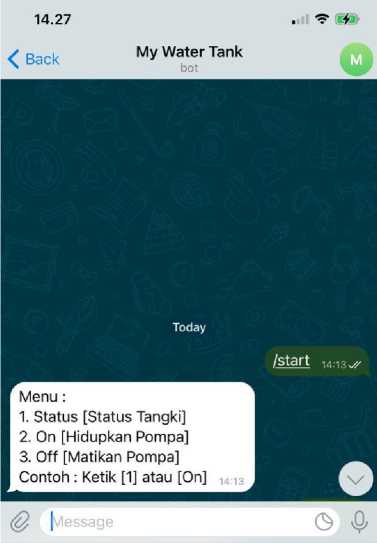 14.27
Back
My Water Tank
bot
M
Today
/start 14:13
Menu :
1. Status [Status Tangki]
2. On [Hidupkan Pompa]
3. Off [Matikan Pompa]
Contoh : Ketik [1] atau [On] 14:13
Message